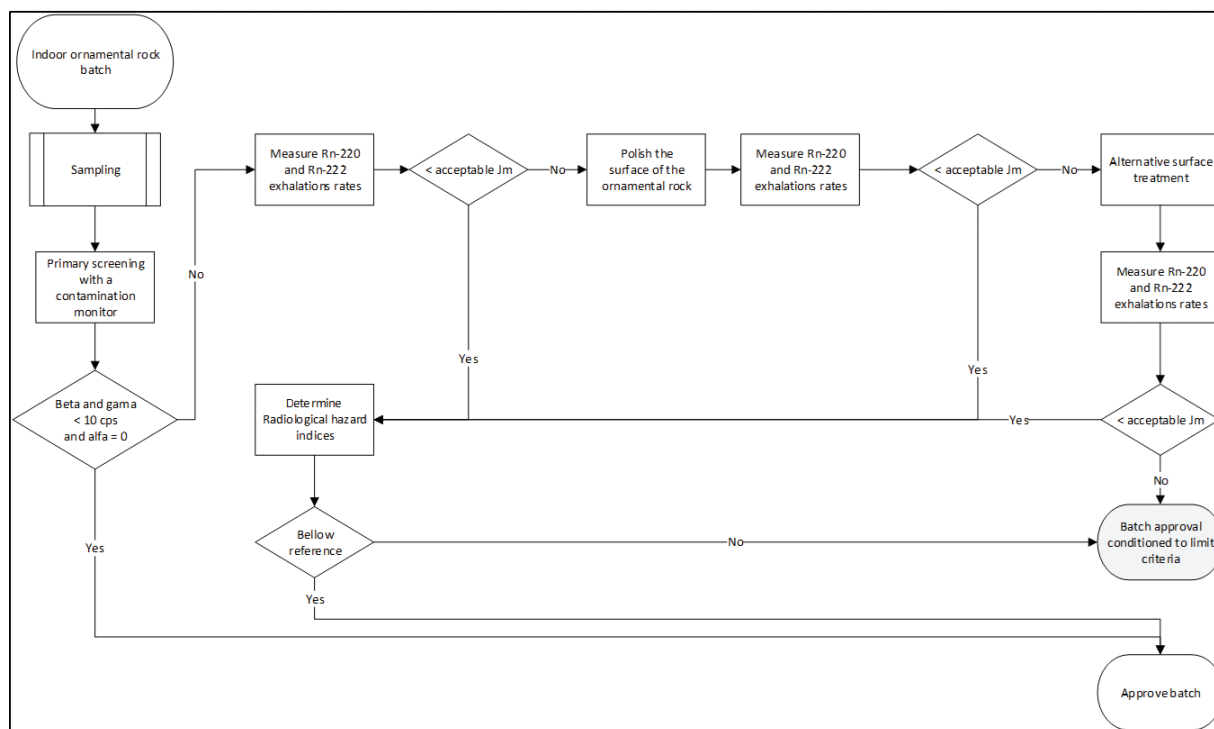 Indoor ornamental rock
batch
Sampling
Primary screening
with a
contamination
monitor
Beta and gama
< 10 cps
and alfa = 0
No
Yes
Measure Rn-220
and Rn-222
exhalations rates
< acceptable Jm
No
Yes
Polish the
surface of the
ornamental rock
Measure Rn-220
and Rn-222
exhalations rates
< acceptable Jm
No
Yes
Alternative surface
treatment
Measure Rn-220
and Rn-222
exhalations rates
< acceptable Jm
Yes
No
Determine
Radiological hazard
indices
Bellow
reference
No
Yes
Batch approval
conditioned to limit
criteria
Approve batch